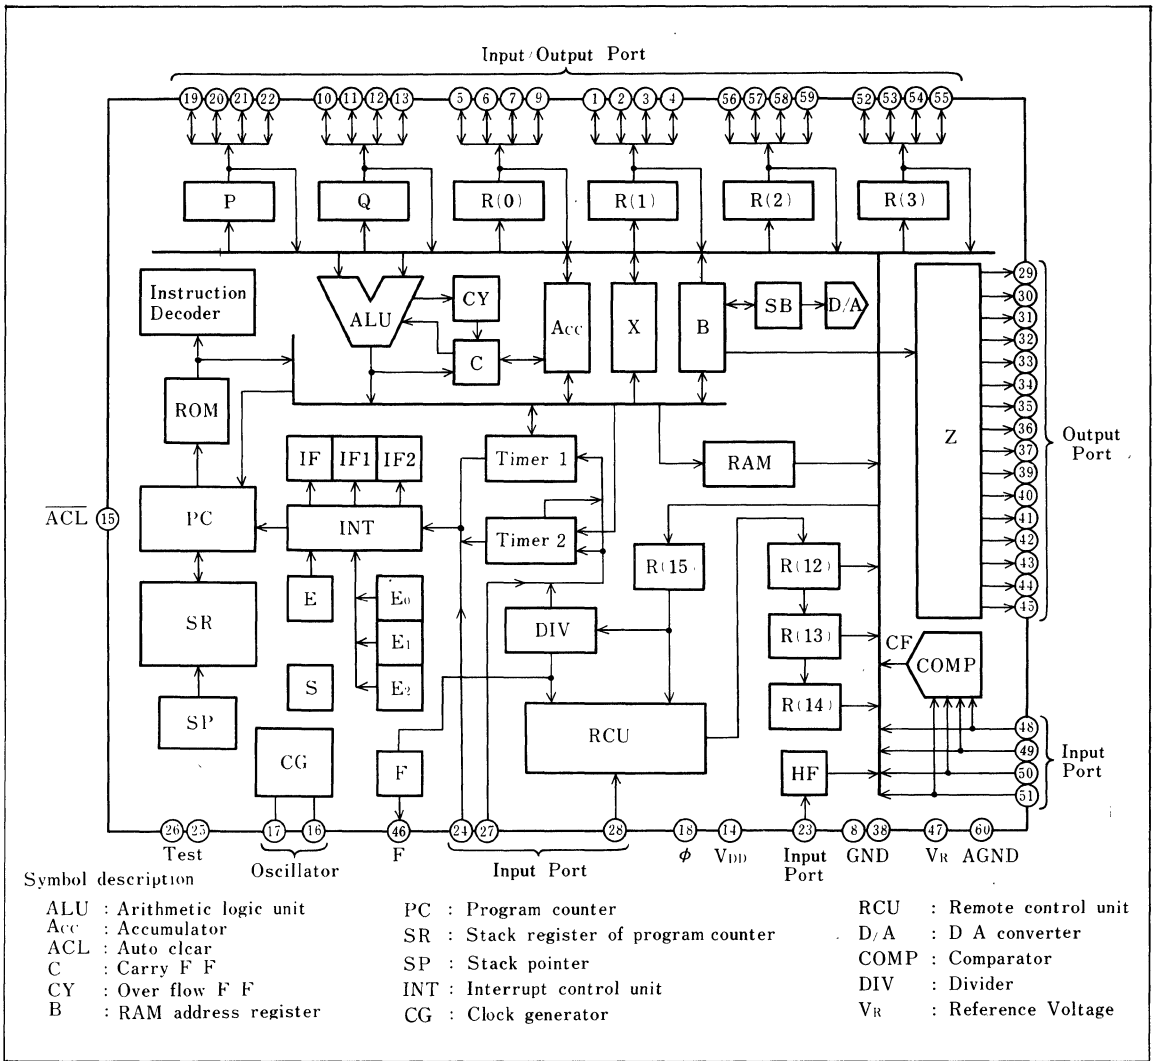 Input/Output Port
19 20 21 22 10 11 12 13 5 6 7 9 1 2 3 4 56 57 58 59 52 53 54 55
P Q R(0) R(1) R(2) R(3)
Instruction
Decoder
ALU
CY
C
Acc
X
B
SB
D/A
Z
29
30
31
32
33
34
35
36
37
39
40
41
42
43
44
45
Output
Port
ROM
IF IF1 IF2
Timer 1
RAM
ACL 15
PC
INT
Timer 2
R(15)
R(12)
E
E0
SR
DIV
R(13)
E1
CF
COMP
S
E2
R(14)
SP
RCU
48
49
50
51
Input
Port
CG
F
HF
26 25 17 16 46 24 27 28 18 14 23 8 38 47 60
Test
Oscillator
F
Input Port
φ
VDD
Input
Port
GND
VR
AGND
Symbol description
ALU : Arithmetic logic unit
Acc : Accumulator
ACL : Auto clcar
C : Carry F F
CY : Over flow F F
B : RAM address register
PC : Program counter
SR : Stack register of program counter
SP : Stack pointer
INT : Interrupt control unit
CG : Clock generator
RCU : Remote control unit
D/A : D A converter
COMP : Comparator
DIV : Divider
VR : Reference Voltage